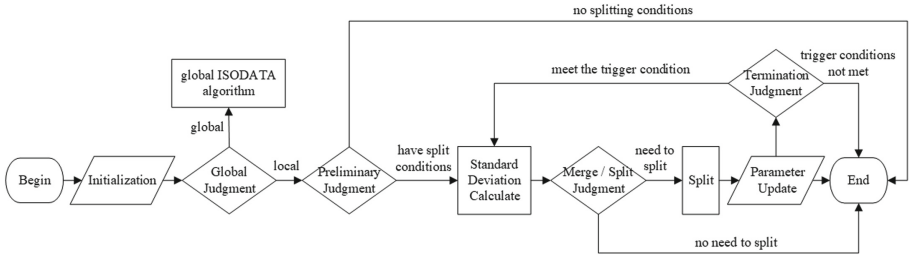 no splitting conditions
global ISODATA
algorithm
meet the trigger condition
Termination
Judgment
trigger conditions
not met
global
Begin
Initialization
Global
Judgment
local
Preliminary
Judgment
have split
conditions
Standard
Deviation
Calculate
Merge / Split
Judgment
need to
split
Split
Parameter
Update
End
no need to split